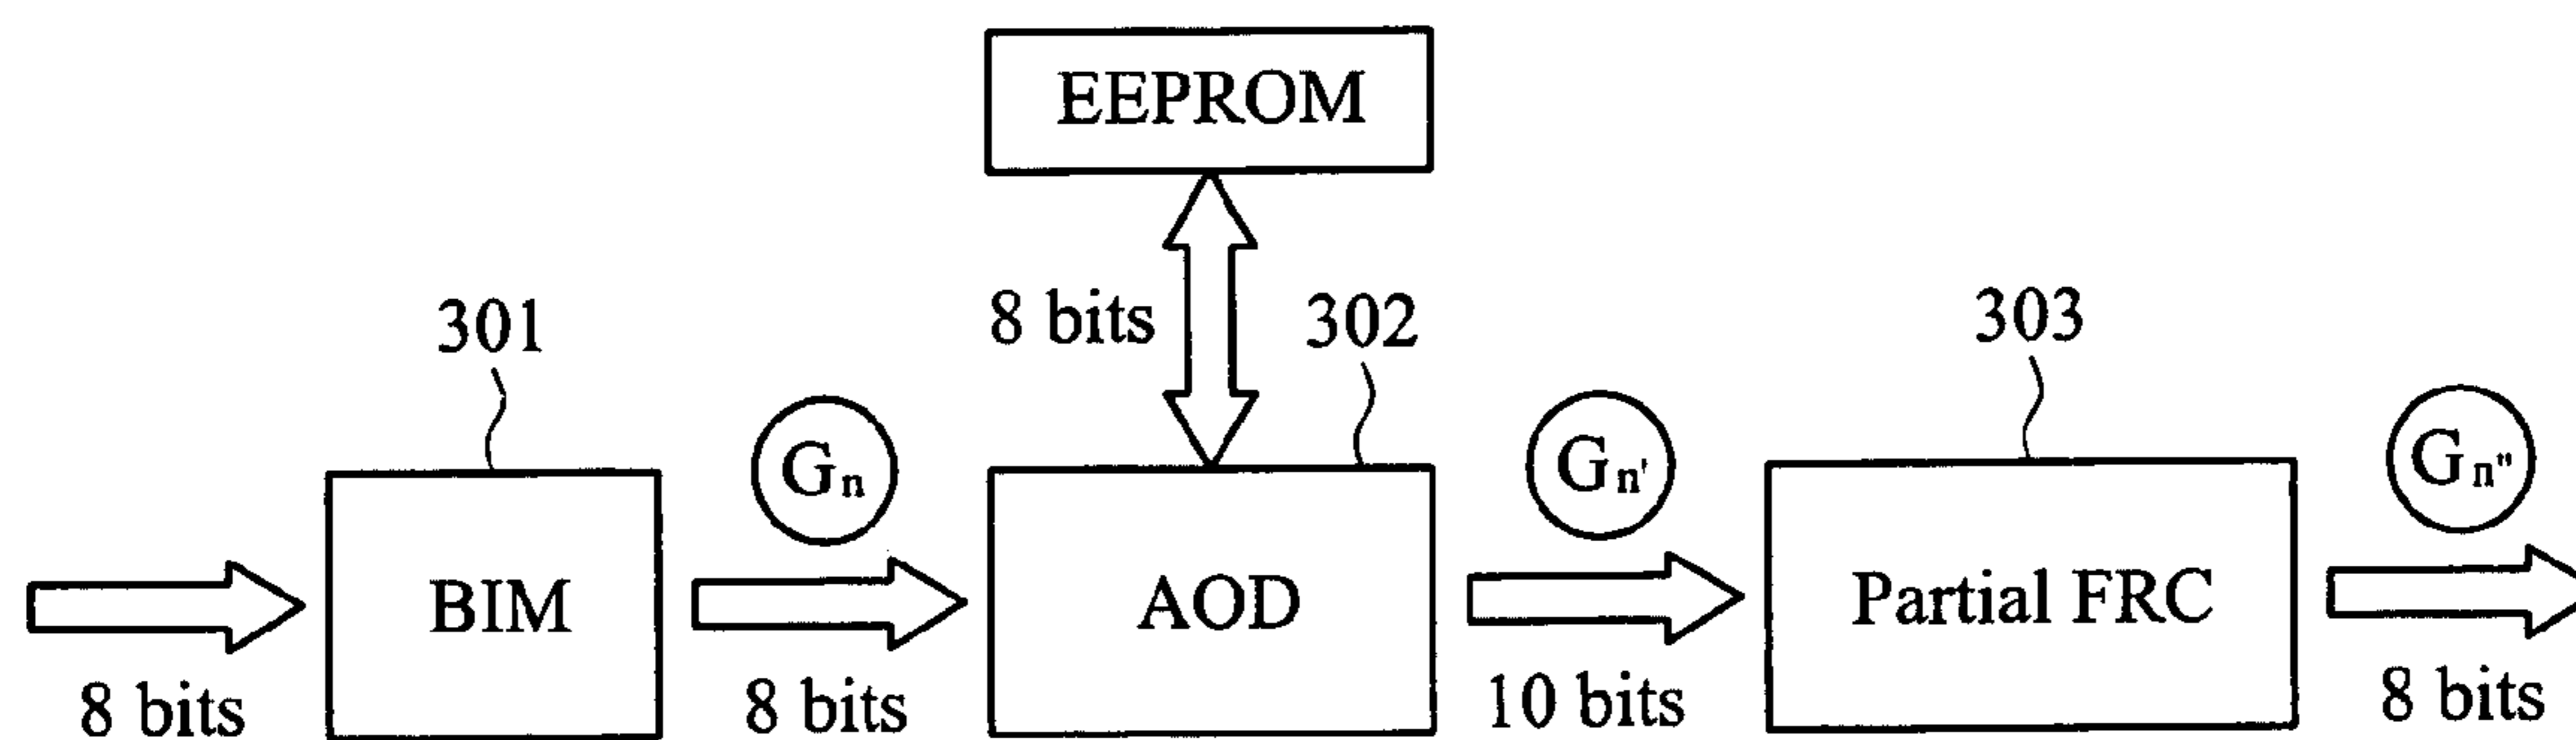 EEPROM
8 bits
301
302
303
Gn
Gn'
Gn"
BIM
AOD
Partial FRC
8 bits
8 bits
10 bits
8 bits